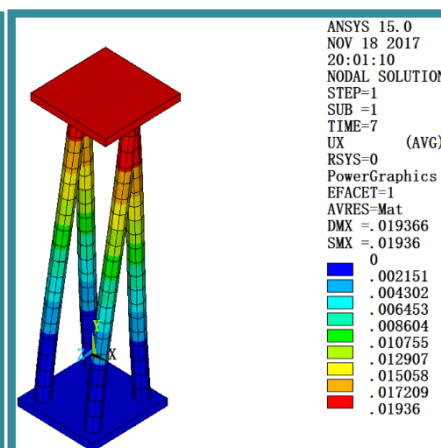 ANSYS 15.0
NOV 18 2017
20:01:10
NODAL SOLUTION
STEP=1
SUB =1
TIME=7
UX (AVG)
RSYS=0
PowerGraphics
EFACET=1
AVRES=Mat
DMX =.019366
SMX =.01936
0
.002151
.004302
.006453
.008604
.010755
.012907
.015058
.017209
.01936
Y
Z X